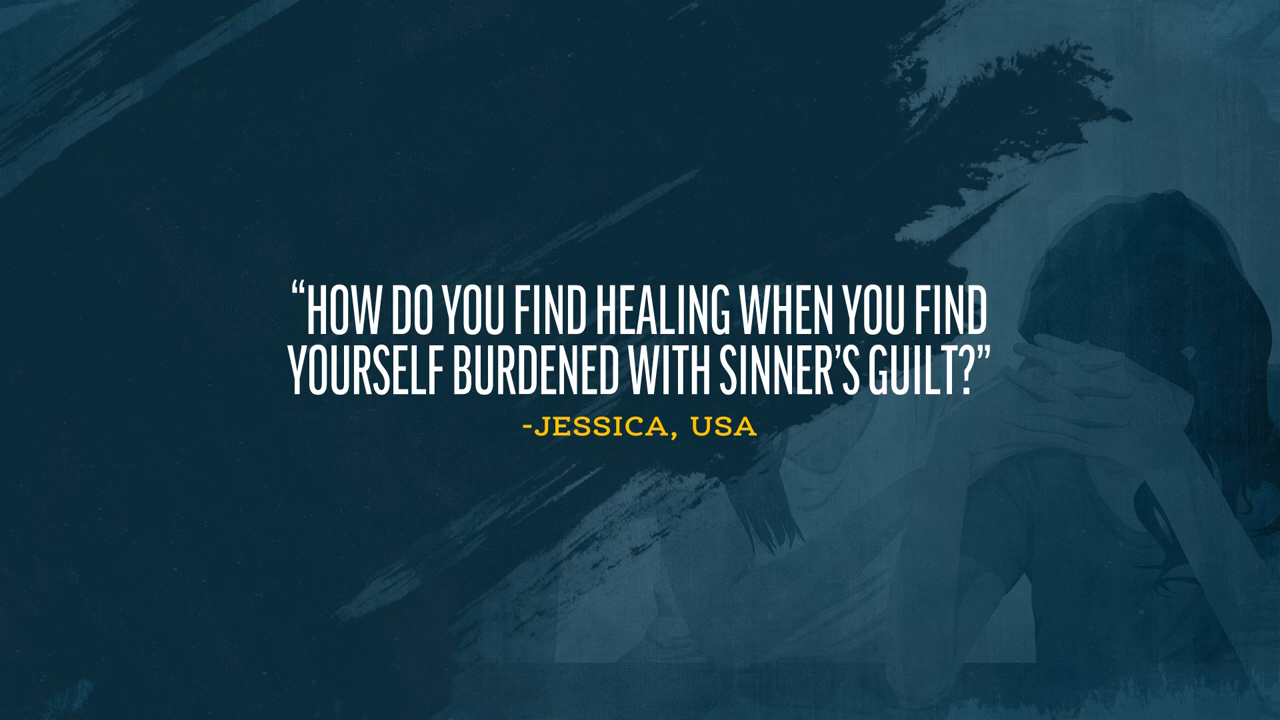 “HOW DO YOU FIND HEALING WHEN YOU FIND
YOURSELF BURDENED WITH SINNER’S GUILT?”
-JESSICA, USA